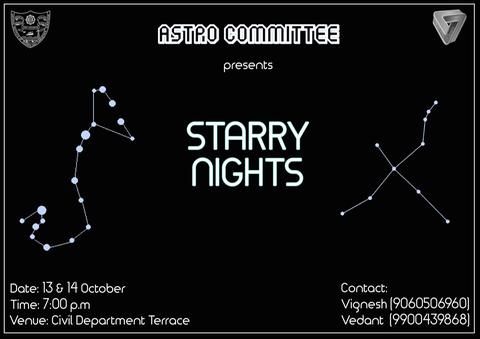 ASTRO COMMITTEE
presents
STARRY
NIGHTS
Date: 13 & 14 October
Time: 7:00 p.m
Venue: Civil Department Terrace
Contact:
Vignesh (9060506960)
Vedant (9900439868)